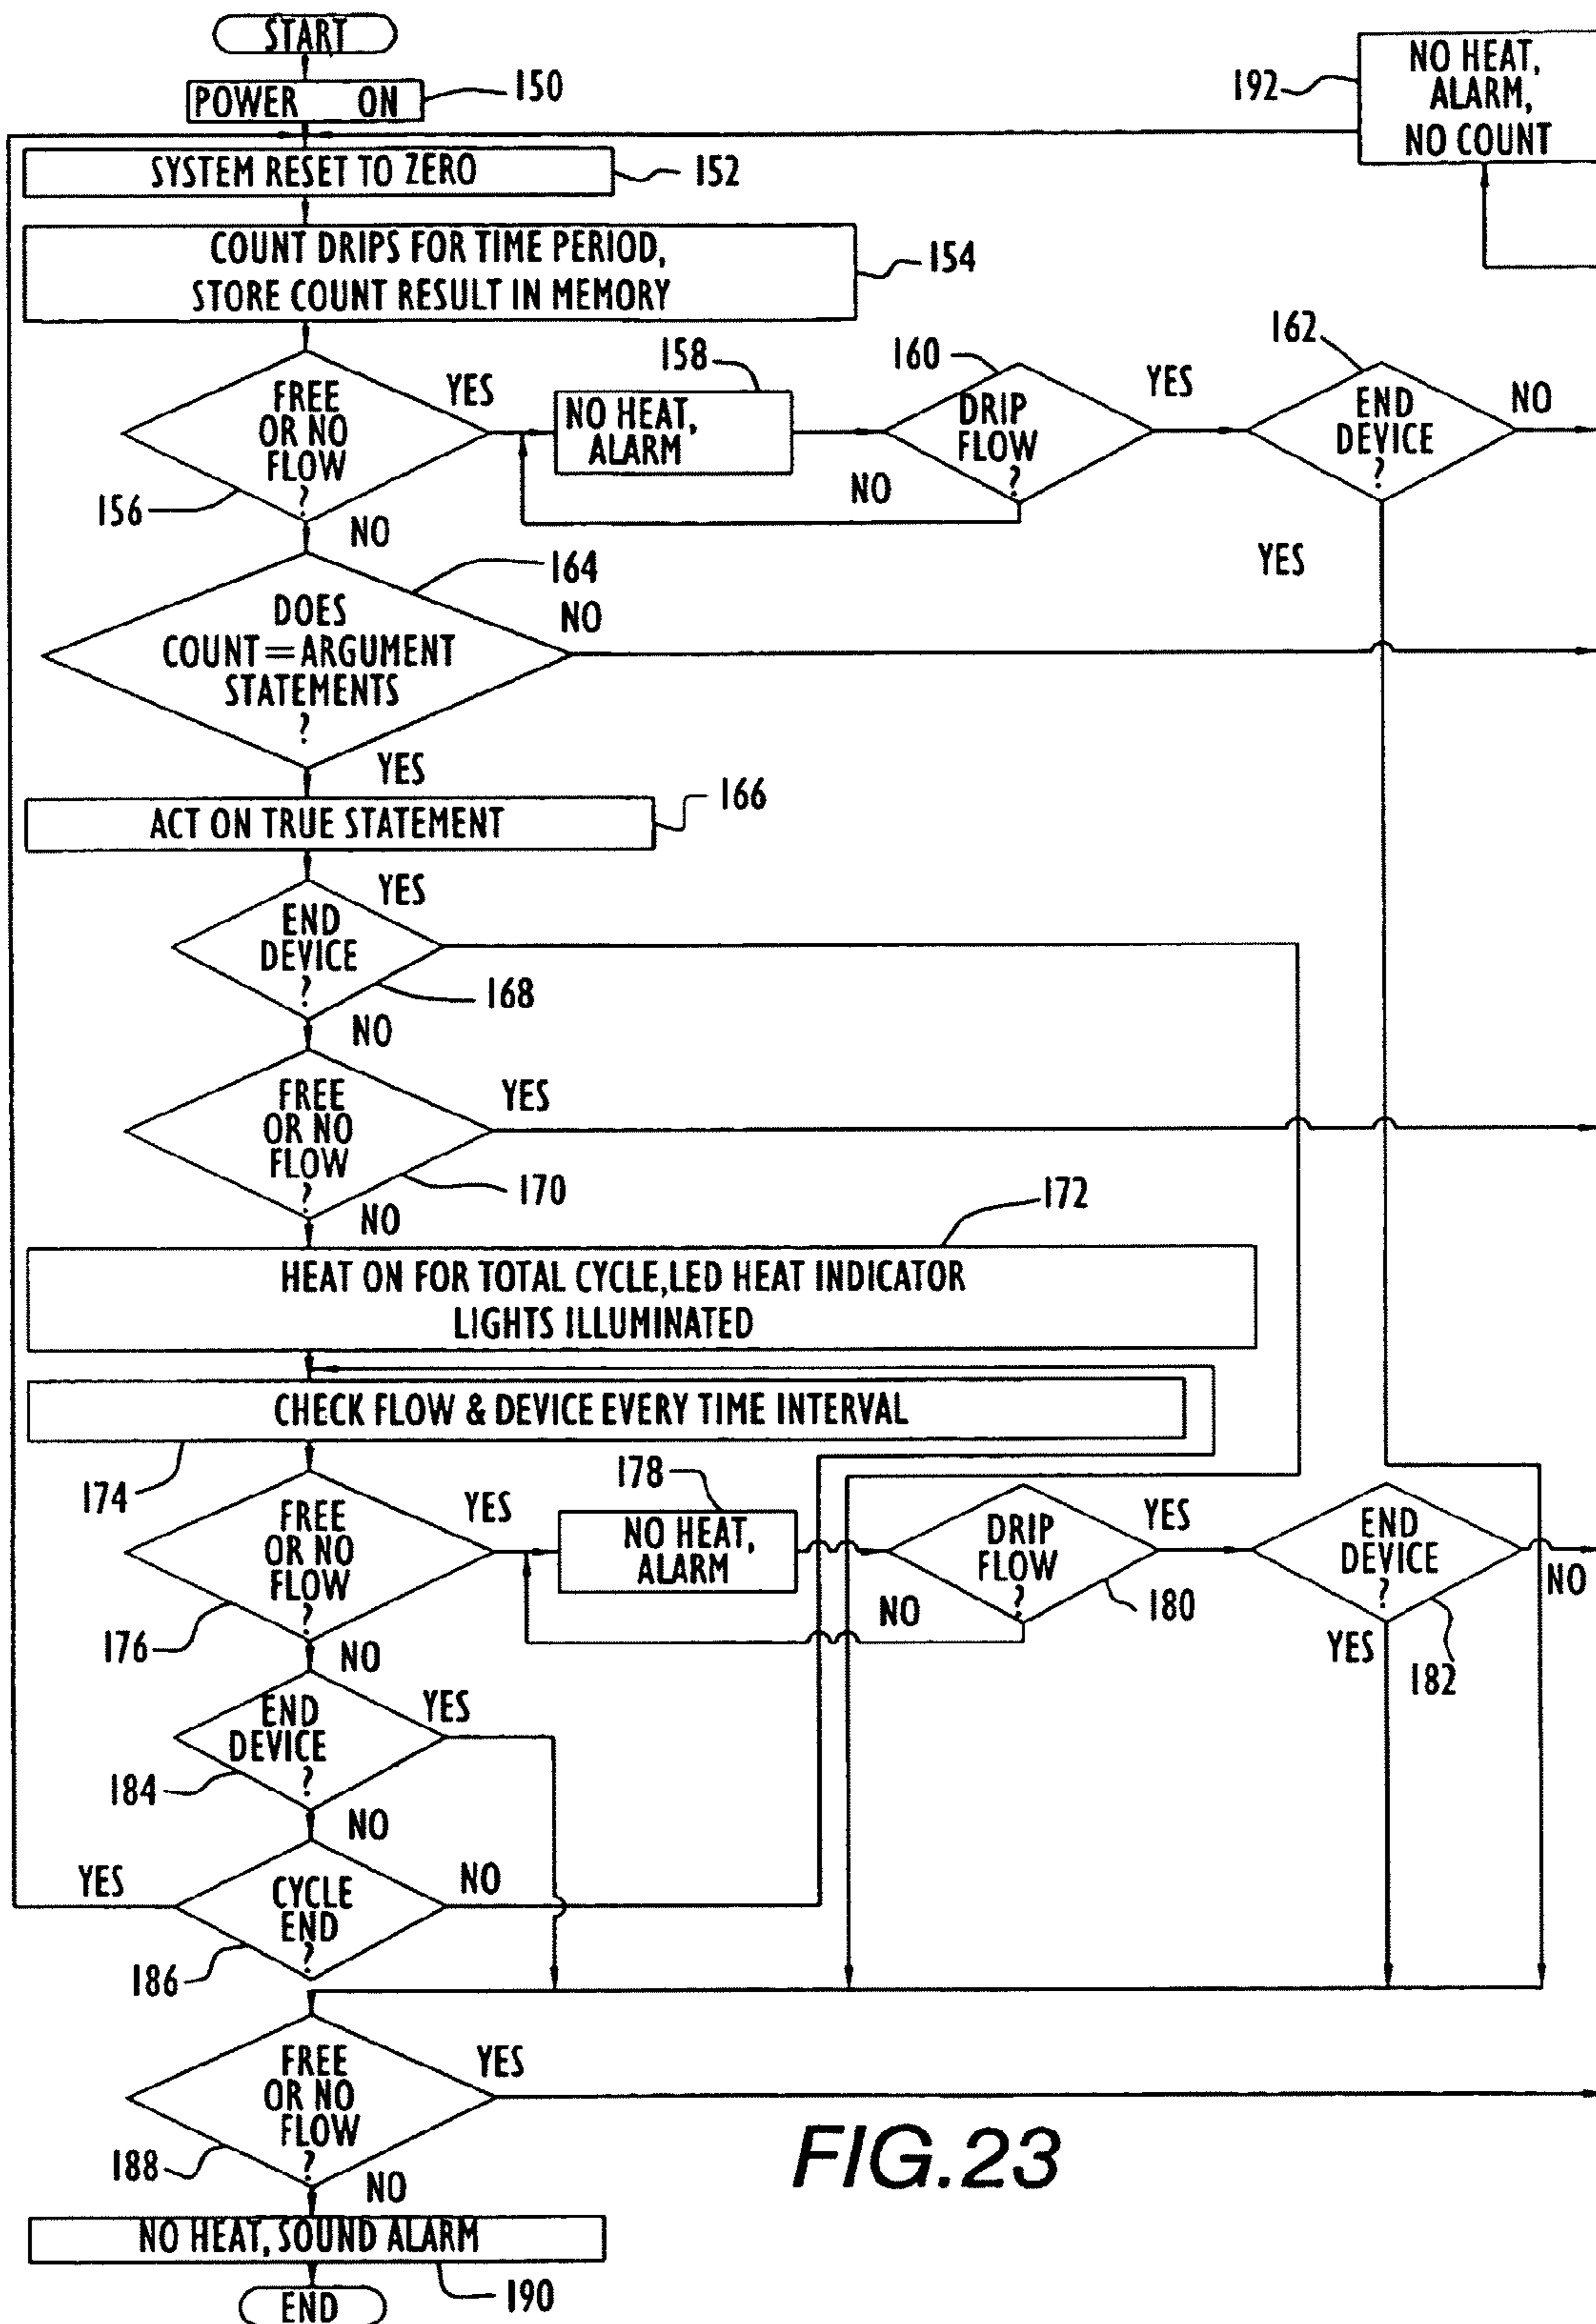 START
POWER ON
150
192
NO HEAT,
ALARM,
NO COUNT
SYSTEM RESET TO ZERO
152
COUNT DRIPS FOR TIME PERIOD,
STORE COUNT RESULT IN MEMORY
154
FREE
OR NO
FLOW
?
YES
156
NO
158
NO HEAT,
ALARM
160
DRIP
FLOW
?
YES
NO
162
END
DEVICE
?
NO
YES
164
DOES
COUNT=ARGUMENT
STATEMENTS
?
NO
YES
ACT ON TRUE STATEMENT
166
END
DEVICE
?
YES
168
NO
FREE
OR NO
FLOW
?
YES
170
NO
172
HEAT ON FOR TOTAL CYCLE,LED HEAT INDICATOR
LIGHTS ILLUMINATED
CHECK FLOW & DEVICE EVERY TIME INTERVAL
174
FREE
OR NO
FLOW
?
YES
176
NO
178
NO HEAT,
ALARM
DRIP
FLOW
?
YES
180
NO
END
DEVICE
?
NO
YES
182
END
DEVICE
?
YES
184
NO
YES
CYCLE
END
?
NO
186
FREE
OR NO
FLOW
?
YES
188
NO
FIG.23
NO HEAT, SOUND ALARM
190
END